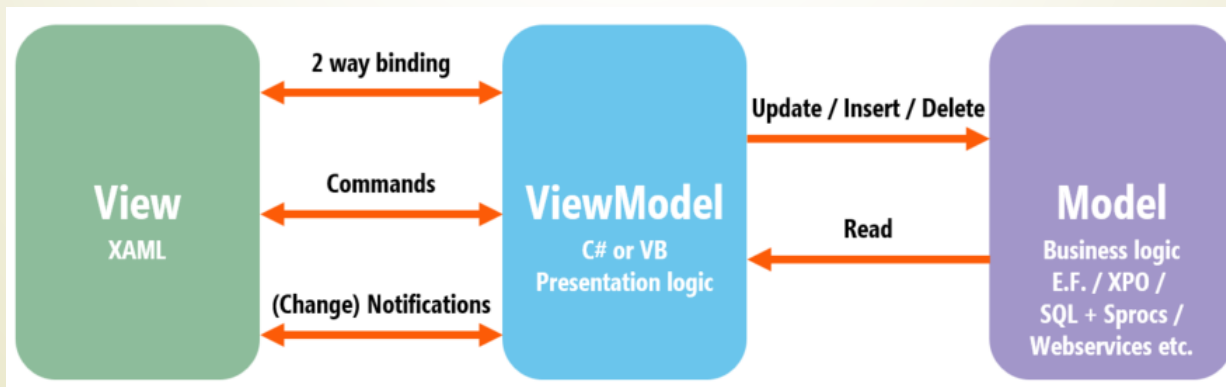 View
XAML
2 way binding
Commands
(Change) Notifications
ViewModel
C# or VB
Presentation logic
Update / Insert / Delete
Read
Model
Business logic
E.F. / XPO /
SQL + Sprocs /
Webservices etc.